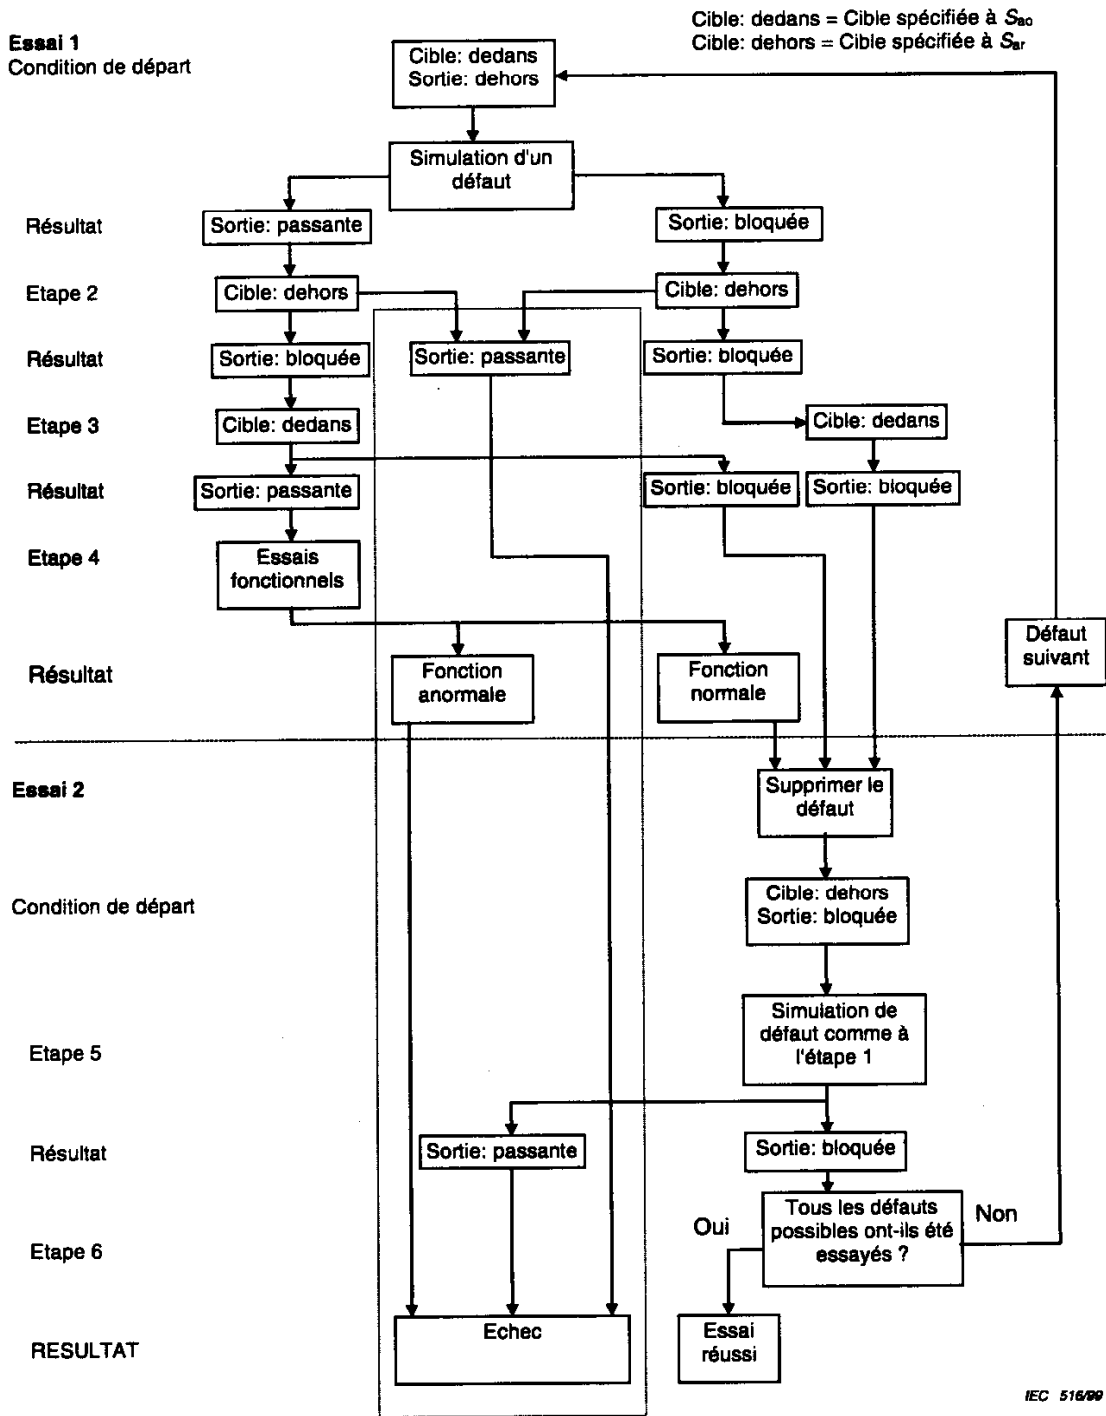 Cible: dedans = Cible spécifiée à Sao
Cible: dehors = Cible spécifiée à Sar
Essai 1
Condition de départ
Cible: dedans
Sortie: dehors
Simulation d'un
défaut
Résultat
Sortie: passante
Sortie: bloquée
Etape 2
Cible: dehors
Cible: dehors
Résultat
Sortie: bloquée
Sortie: passante
Sortie: bloquée
Etape 3
Cible: dedans
Cible: dedans
Résultat
Sortie: passante
Sortie: bloquée
Sortie: bloquée
Etape 4
Essais
fonctionnels
Résultat
Fonction
anormale
Fonction
normale
Défaut
suivant
Essai 2
Supprimer le
défaut
Condition de départ
Cible: dehors
Sortie: bloquée
Etape 5
Simulation de
défaut comme à
l'étape 1
Résultat
Sortie: passante
Sortie: bloquée
Etape 6
Oui
Tous les défauts
possibles ont-ils été
essayés ?
Non
RESULTAT
Echec
Essai
réussi
IEC 516/99